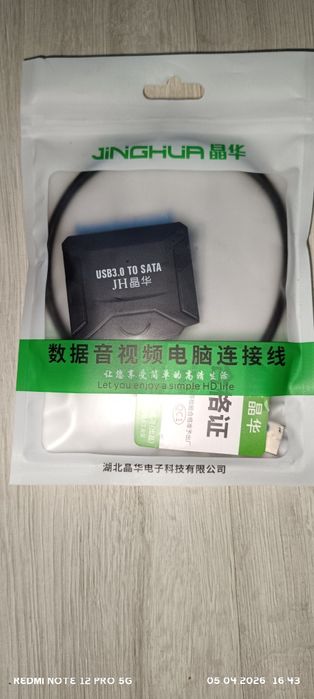 JINGHUA 晶华
USB3.0 TO SATA
JH晶华
数据音视频电脑连接线
让您享受简单的高清生活
Let you enjoy a simple HD life
晶华
格证
湖北晶华电子科技有限公司
REDMI NOTE 12 PRO 5G
05.04.2026 16:43